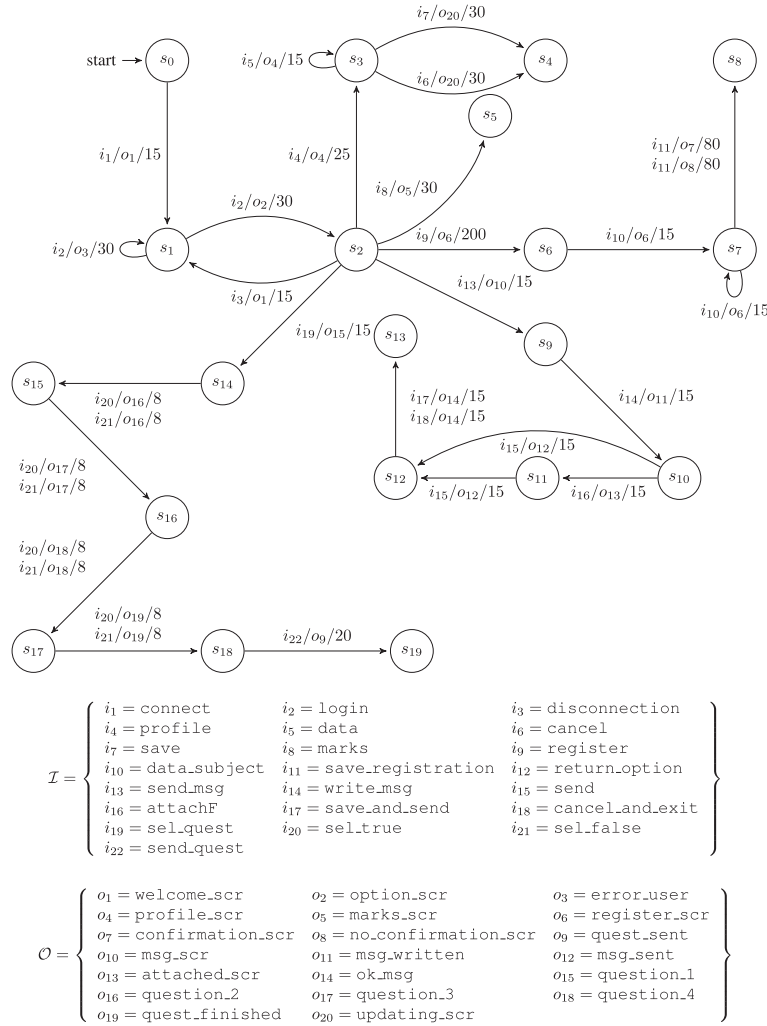 i₇/o₂₀/30
start s₀ i₅/o₄/15 s₃ s₄ s₈
i₆/o₂₀/30
s₅
i₁/o₁/15 i₄/o₄/25 i₁₁/o₇/80
i₁₁/o₈/80
i₈/o₅/30
i₂/o₂/30
i₉/o₆/200 i₁₀/o₆/15
i₂/o₃/30 s₁ s₂ s₆ s₇
i₁₃/o₁₀/15
i₃/o₁/15
i₁₀/o₆/15
i₁₉/o₁₅/15 s₁₃ s₉
s₁₅ s₁₄
i₂₀/o₁₆/8 i₁₇/o₁₄/15 i₁₄/o₁₁/15
i₂₁/o₁₆/8 i₁₈/o₁₄/15
i₁₅/o₁₂/15
i₂₀/o₁₇/8
i₂₁/o₁₇/8 s₁₂ s₁₁ s₁₀
i₁₅/o₁₂/15 i₁₆/o₁₃/15
s₁₆
i₂₀/o₁₈/8
i₂₁/o₁₈/8
i₂₀/o₁₉/8
i₂₁/o₁₉/8 i₂₂/o₉/20
s₁₇ s₁₈ s₁₉
i₁ = connect i₂ = login i₃ = disconnection
i₄ = profile i₅ = data i₆ = cancel
i₇ = save i₈ = marks i₉ = register
ℐ = { i₁₀ = data_subject i₁₁ = save_registration i₁₂ = return_option }
i₁₃ = send_msg i₁₄ = write_msg i₁₅ = send
i₁₆ = attachF i₁₇ = save_and_send i₁₈ = cancel_and_exit
i₁₉ = sel_quest i₂₀ = sel_true i₂₁ = sel_false
i₂₂ = send_quest
o₁ = welcome_scr o₂ = option_scr o₃ = error_user
o₄ = profile_scr o₅ = marks_scr o₆ = register_scr
o₇ = confirmation_scr o₈ = no_confirmation_scr o₉ = quest_sent
𝒪 = { o₁₀ = msg_scr o₁₁ = msg_written o₁₂ = msg_sent }
o₁₃ = attached_scr o₁₄ = ok_msg o₁₅ = question_1
o₁₆ = question_2 o₁₇ = question_3 o₁₈ = question_4
o₁₉ = quest_finished o₂₀ = updating_scr